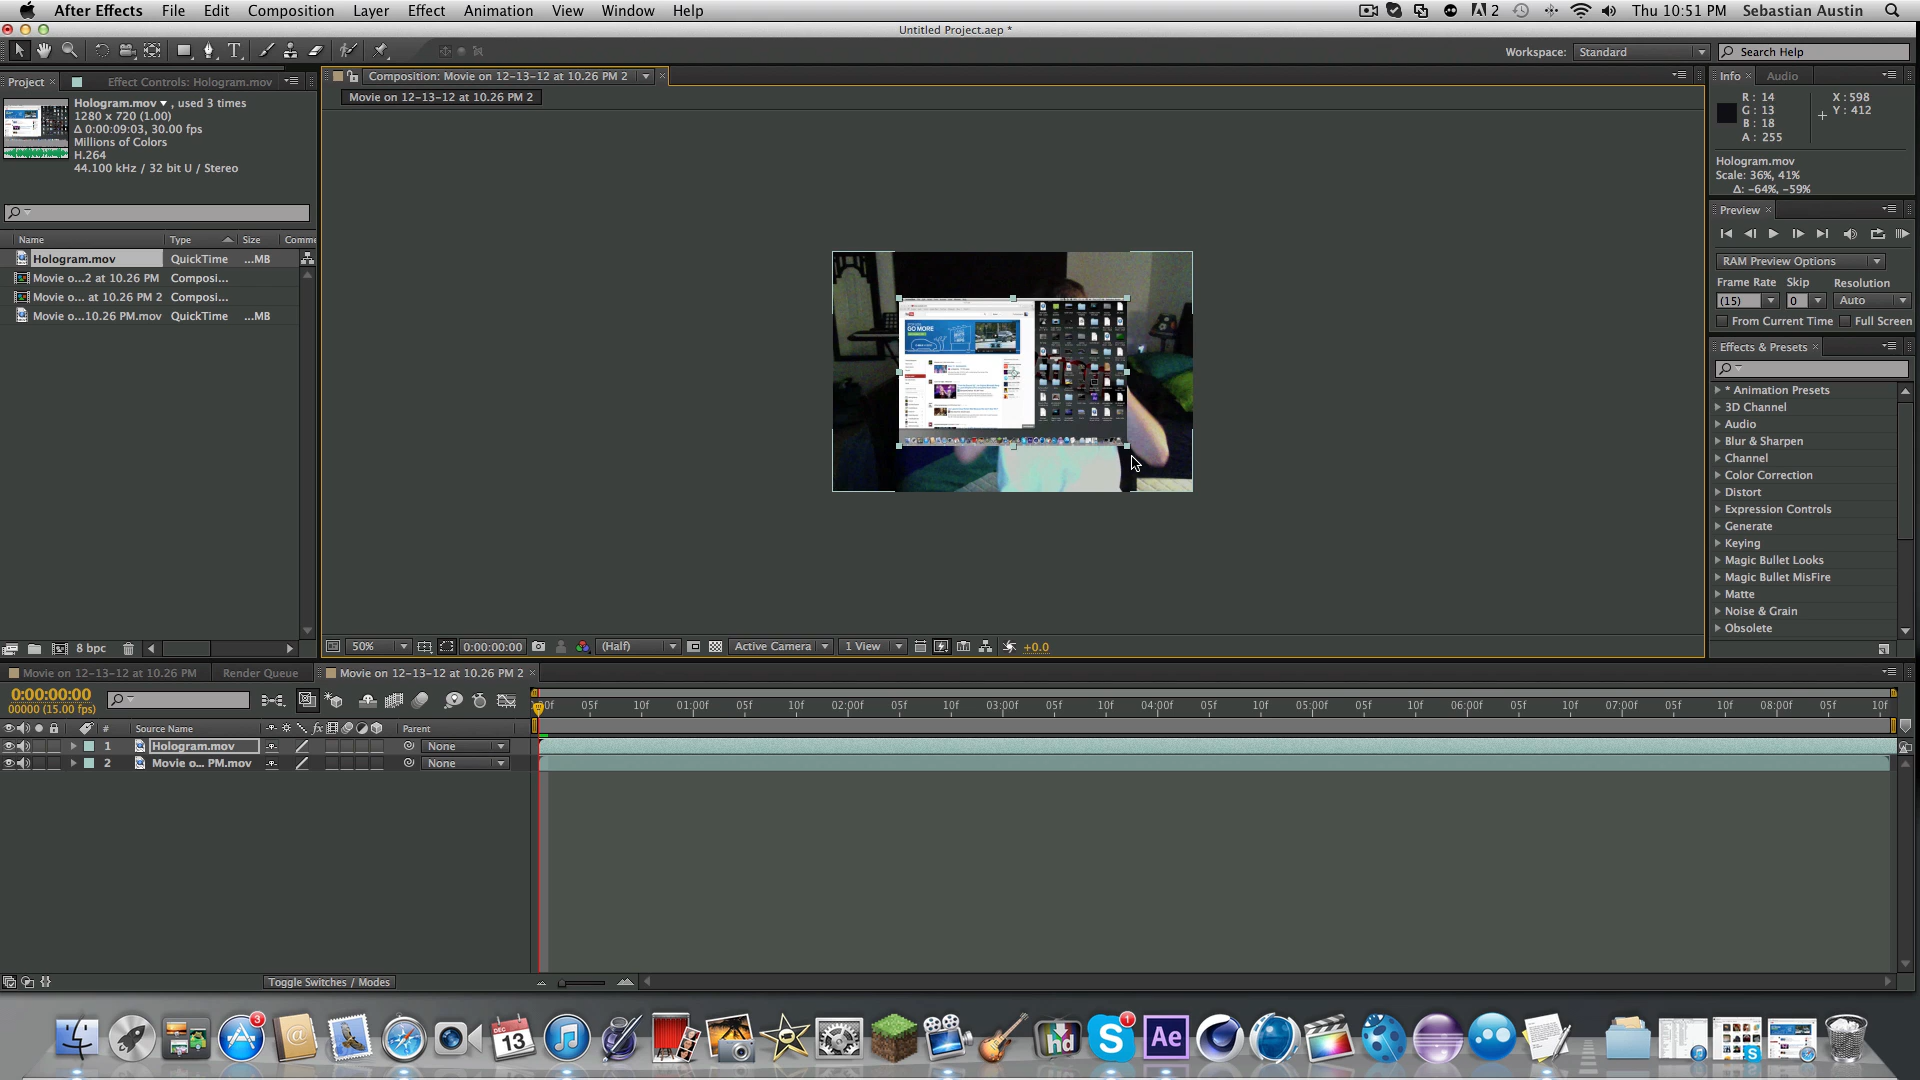 After Effects File Edit Composition Layer Effect Animation View Window Help
2 Thu 10:51 PM Sebastian Austin
Untitled Project.aep *
Workspace: Standard Search Help
Project × Effect Controls: Hologram.mov
Composition: Movie on 12-13-12 at 10.26 PM 2 ×
Movie on 12-13-12 at 10.26 PM 2
Hologram.mov ▾ , used 3 times
1280 x 720 (1.00)
Δ 0:00:09:03, 30.00 fps
Millions of Colors
H.264
44.100 kHz / 32 bit U / Stereo
Name Type Size Comme
Hologram.mov QuickTime ...MB
Movie o...2 at 10.26 PM Composi...
Movie o... at 10.26 PM 2 Composi...
Movie o...10.26 PM.mov QuickTime ...MB
8 bpc
GO MORE
50% 0:00:00:00 (Half) Active Camera 1 View +0.0
Info × Audio
R: 14 X: 598
G: 13 Y: 412
B: 18
A: 255
Hologram.mov
Scale: 36%, 41%
Δ: -64%, -59%
Preview ×
RAM Preview Options
Frame Rate Skip Resolution
(15) 0 Auto
From Current Time Full Screen
Effects & Presets ×
* Animation Presets
3D Channel
Audio
Blur & Sharpen
Channel
Color Correction
Distort
Expression Controls
Generate
Keying
Magic Bullet Looks
Magic Bullet MisFire
Matte
Noise & Grain
Obsolete
Movie on 12-13-12 at 10.26 PM Render Queue Movie on 12-13-12 at 10.26 PM 2 ×
0:00:00:00
00000 (15.00 fps)
00f 05f 10f 01:00f 05f 10f 02:00f 05f 10f 03:00f 05f 10f 04:00f 05f 10f 05:00f 05f 10f 06:00f 05f 10f 07:00f 05f 10f 08:00f 05f 10f
# Source Name fx Parent
1 Hologram.mov None
2 Movie o... PM.mov None
Toggle Switches / Modes
3
DEC
13
hd
1
Ae